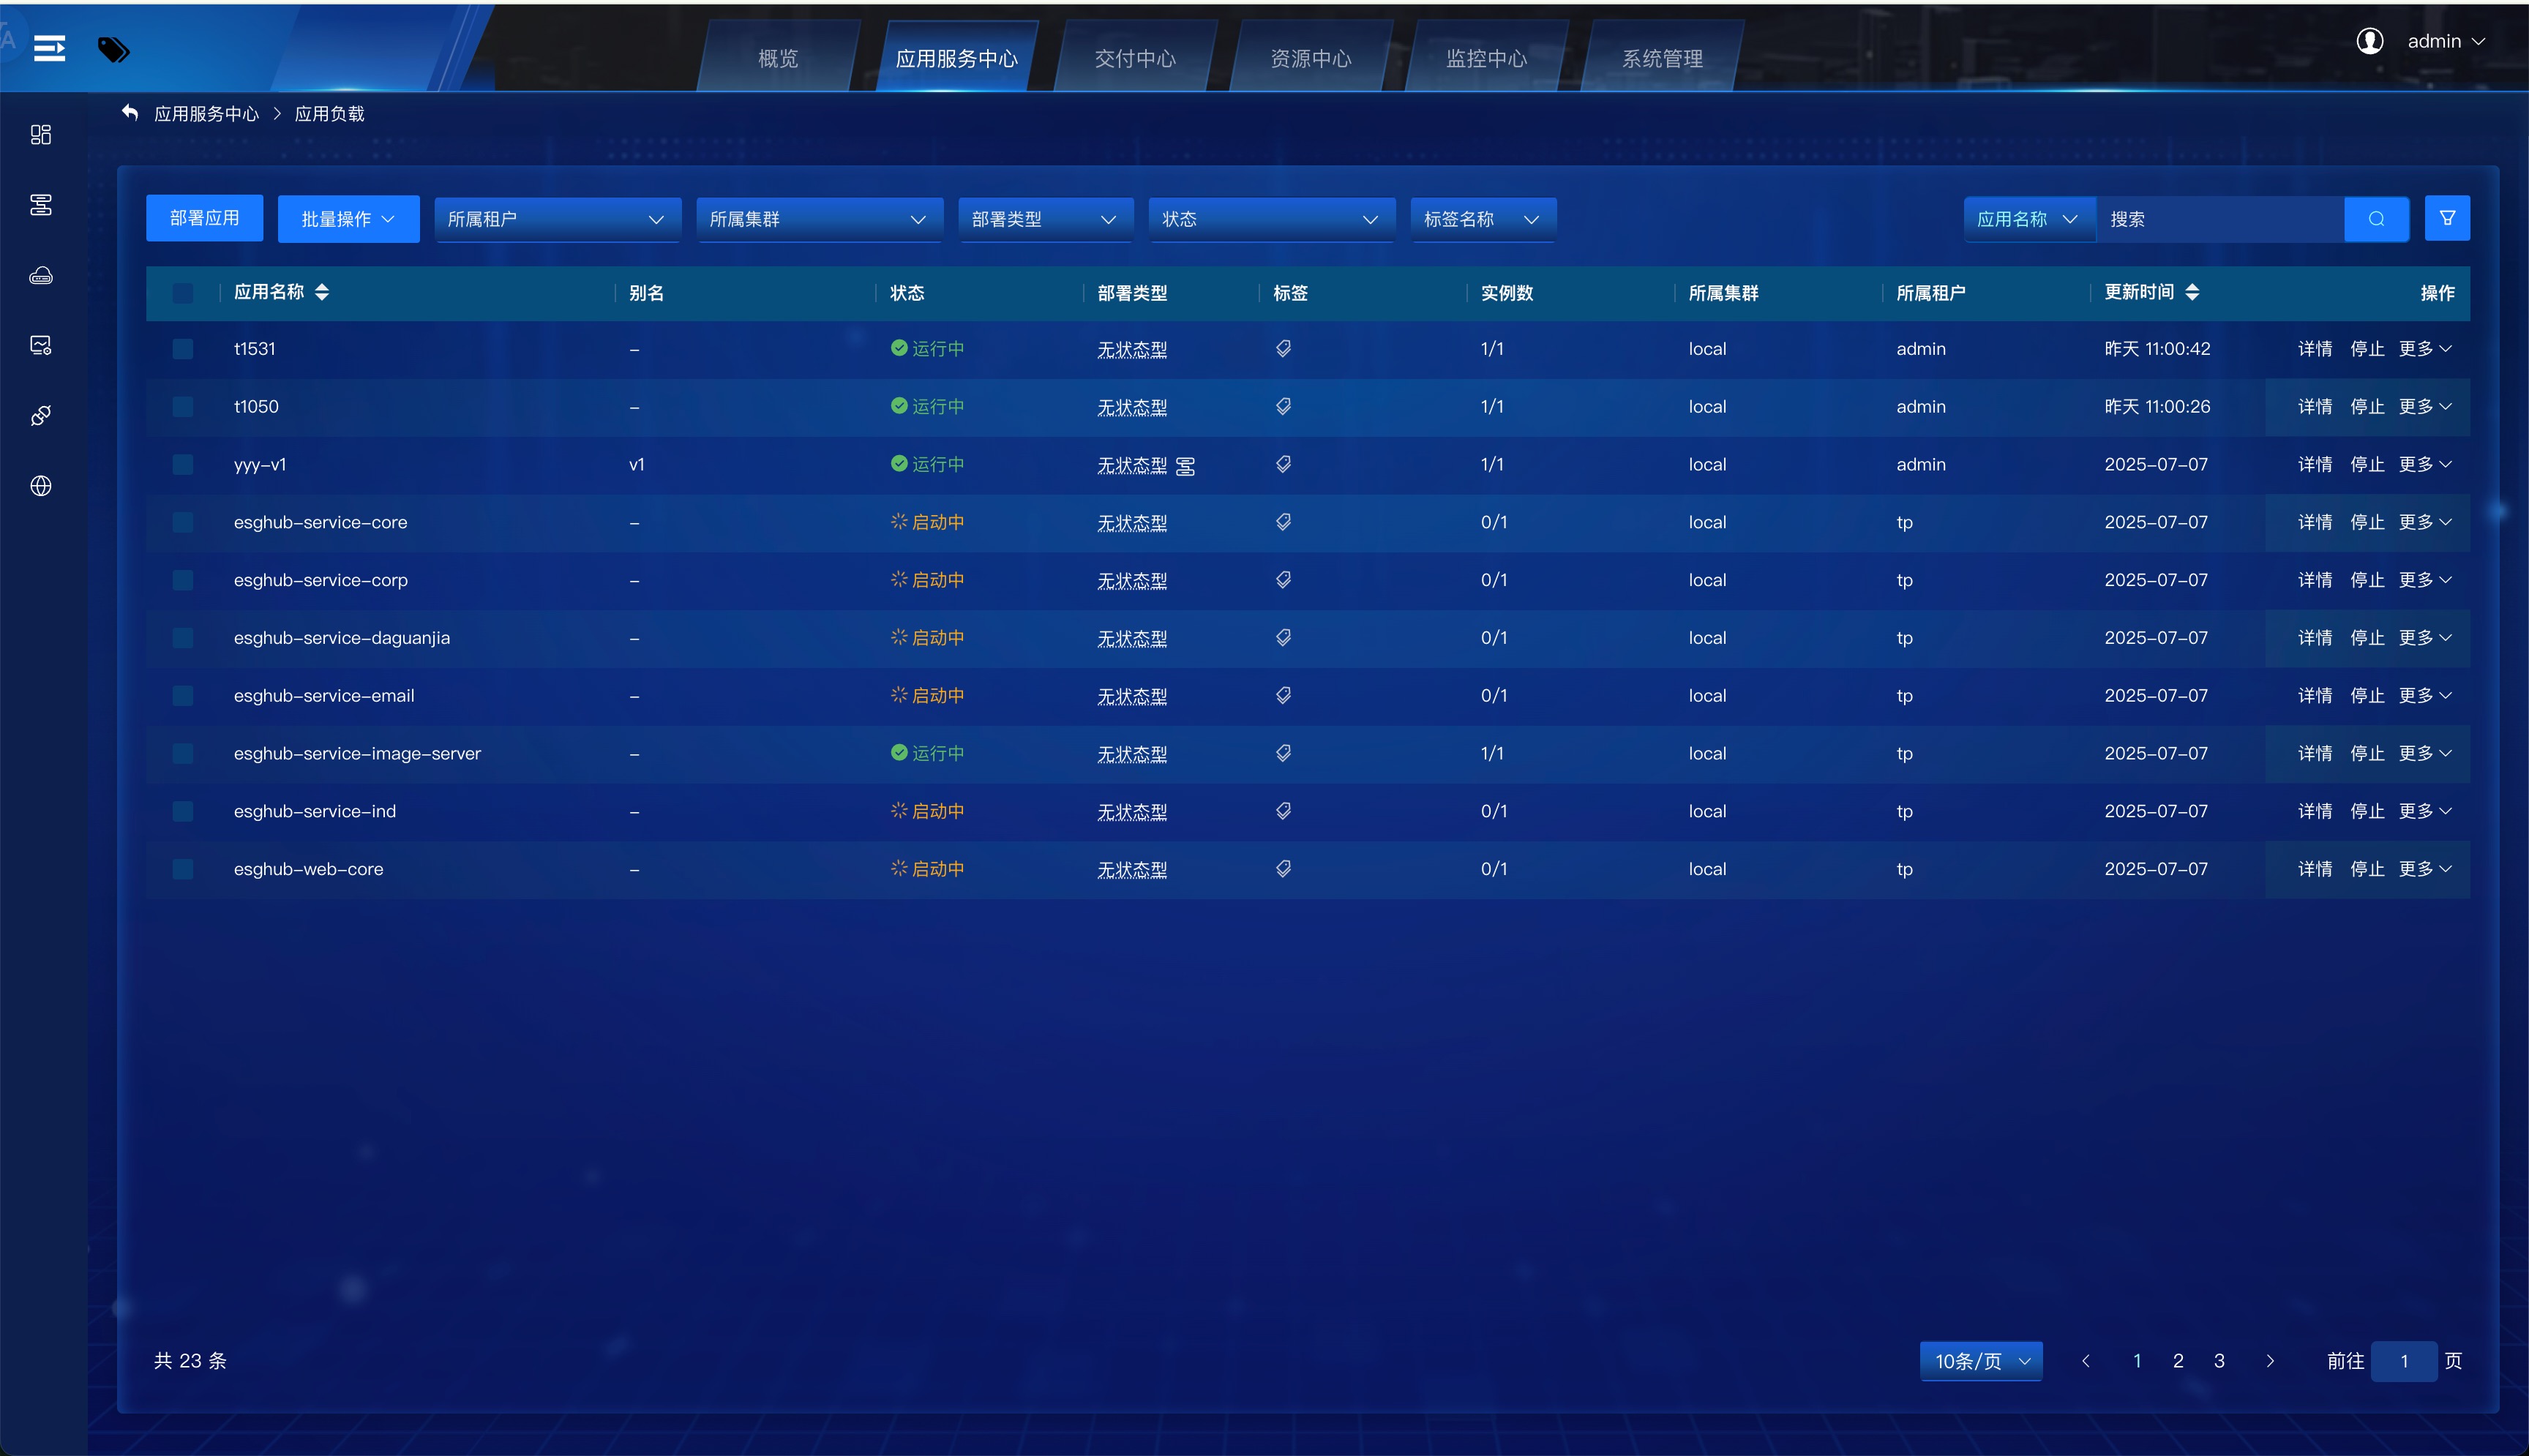 概览 应用服务中心 交付中心 资源中心 监控中心 系统管理 admin
应用服务中心 > 应用负载
部署应用 批量操作 所属租户 所属集群 部署类型 状态 标签名称 应用名称 搜索
应用名称 别名 状态 部署类型 标签 实例数 所属集群 所属租户 更新时间 操作
t1531 – 运行中 无状态型 1/1 local admin 昨天 11:00:42 详情 停止 更多
t1050 – 运行中 无状态型 1/1 local admin 昨天 11:00:26 详情 停止 更多
yyy-v1 v1 运行中 无状态型 1/1 local admin 2025-07-07 详情 停止 更多
esghub-service-core – 启动中 无状态型 0/1 local tp 2025-07-07 详情 停止 更多
esghub-service-corp – 启动中 无状态型 0/1 local tp 2025-07-07 详情 停止 更多
esghub-service-daguanjia – 启动中 无状态型 0/1 local tp 2025-07-07 详情 停止 更多
esghub-service-email – 启动中 无状态型 0/1 local tp 2025-07-07 详情 停止 更多
esghub-service-image-server – 运行中 无状态型 1/1 local tp 2025-07-07 详情 停止 更多
esghub-service-ind – 启动中 无状态型 0/1 local tp 2025-07-07 详情 停止 更多
esghub-web-core – 启动中 无状态型 0/1 local tp 2025-07-07 详情 停止 更多
共 23 条 10条/页 < 1 2 3 > 前往 1 页